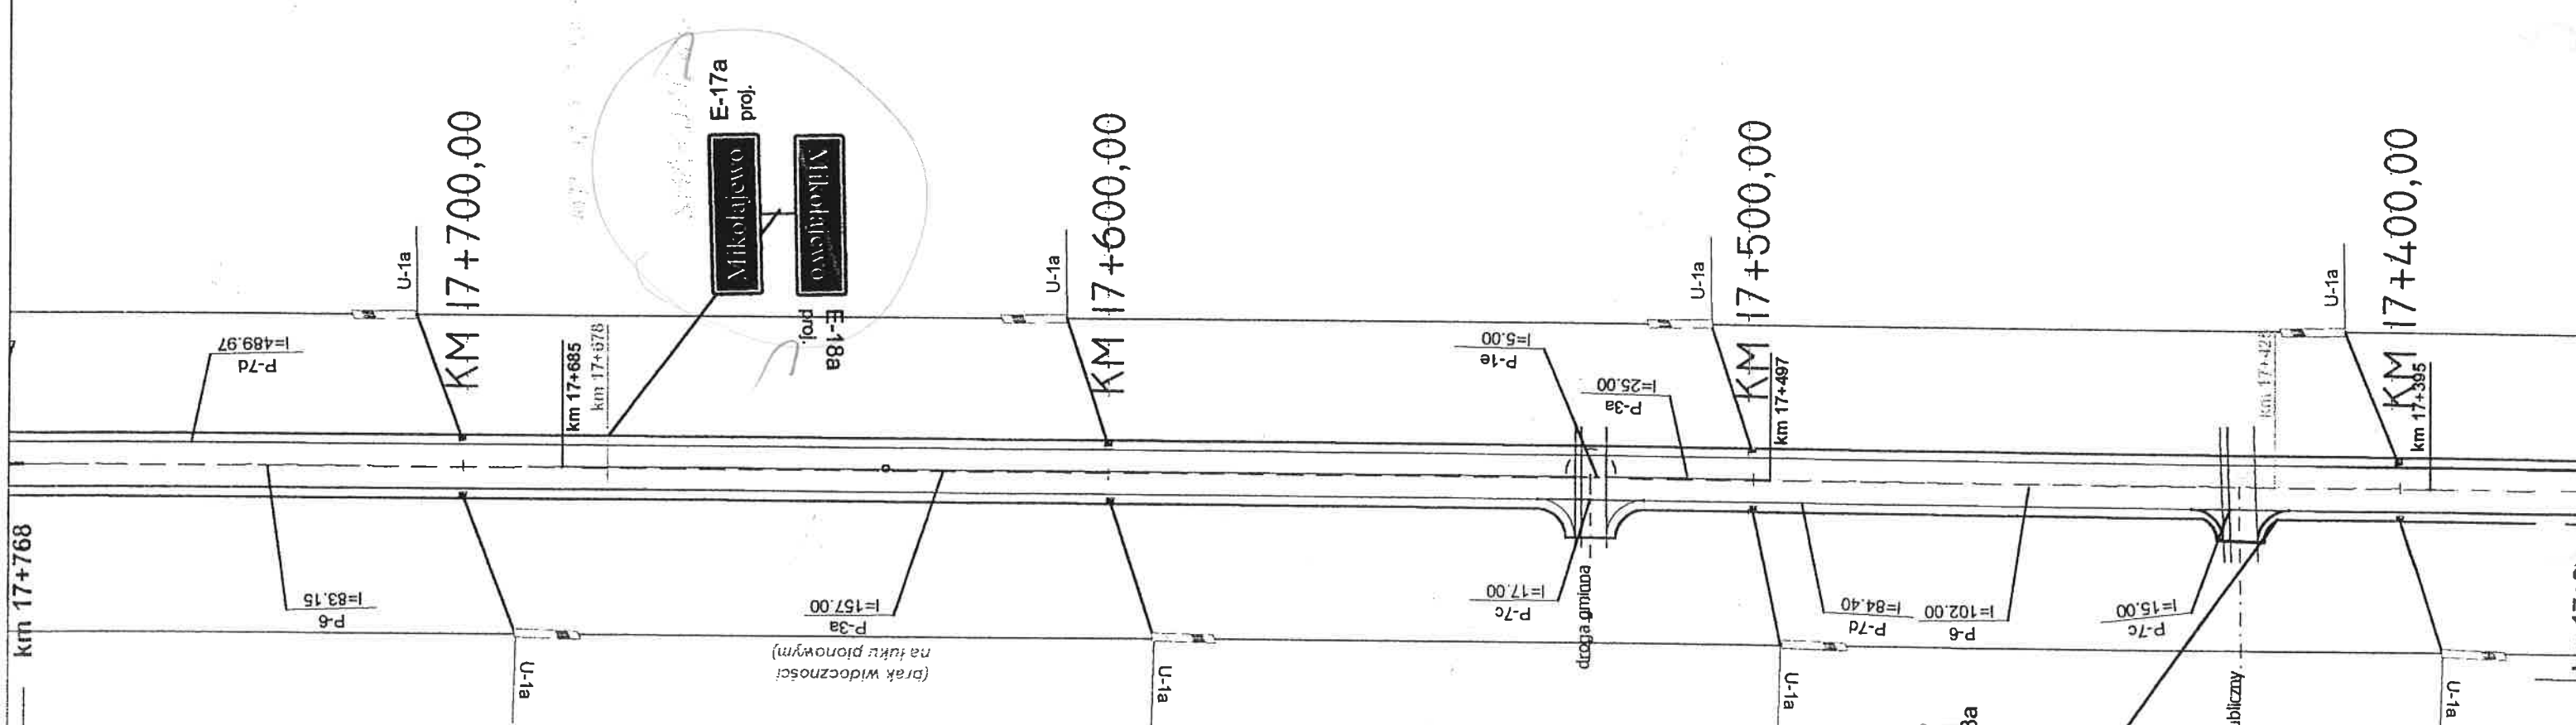 E-17a
proj.
Mikołajewo
Mikołajewo
E-18a
proj.
U-1a
KM 17+700,00
U-1a
KM 17+600,00
U-1a
KM 17+500,00
U-1a
KM 17+400,00
P-7d
l=489.97
km 17+685
km 17+678
P-1e
l=5.00
P-3a
l=25.00
km 17+497
km 17+395
km 17+768
P-6
l=83.15
P-3a
l=157.00
(brak widoczności
na łuku pionowym)
P-7c
l=17.00
droga gminna
P-7d
l=84.40
P-6
l=102.00
P-7c
l=15.00
U-1a
U-1a
U-1a
U-1a